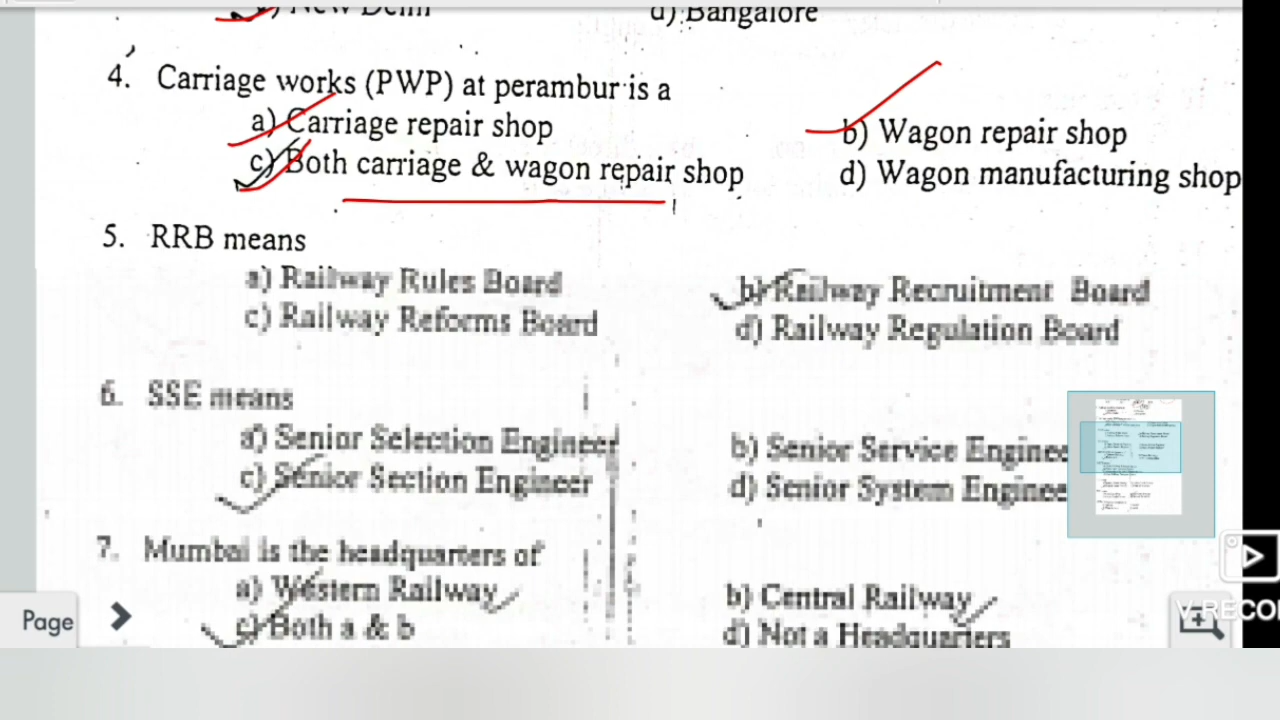 c) New Delhi d) Bangalore
4. Carriage works (PWP) at perambur is a
a) Carriage repair shop b) Wagon repair shop
c) Both carriage & wagon repair shop d) Wagon manufacturing shop
5. RRB means
a) Railway Rules Board b) Railway Recruitment Board
c) Railway Reforms Board d) Railway Regulation Board
6. SSE means
a) Senior Selection Engineer b) Senior Service Enginee
c) Senior Section Engineer d) Senior System Enginee
7. Mumbai is the headquarters of
a) Western Railway b) Central Railway
c) Both a & b d) Not a Headquarters
Page
V RECO